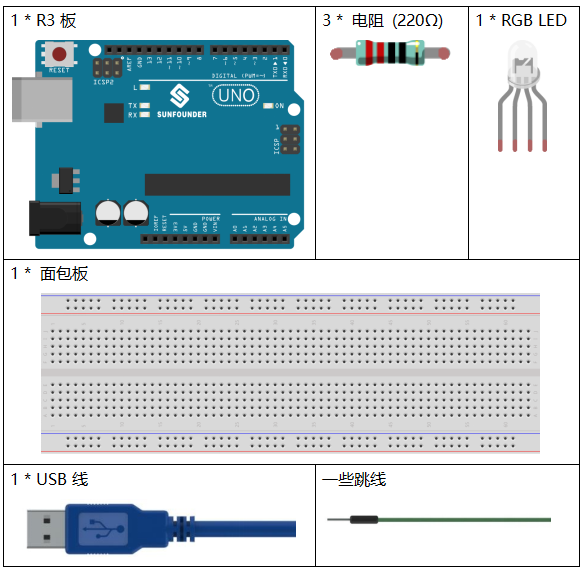 1 * R3 板
3 * 电阻 (220Ω)
1 * RGB LED
RESET
ICSP2
AREF
GND
13
12
~11
~10
~9
8
7
~6
~5
4
~3
2
TX0▶1
RX0◀0
DIGITAL (PWM~)
L
TX
RX
SUNFOUNDER
UNO
ON
1
ICSP
POWER
ANALOG IN
IOREF
RESET
3V3
5V
GND
GND
VIN
A0
A1
A2
A3
A4
A5
1 * 面包板
1 * USB 线
一些跳线